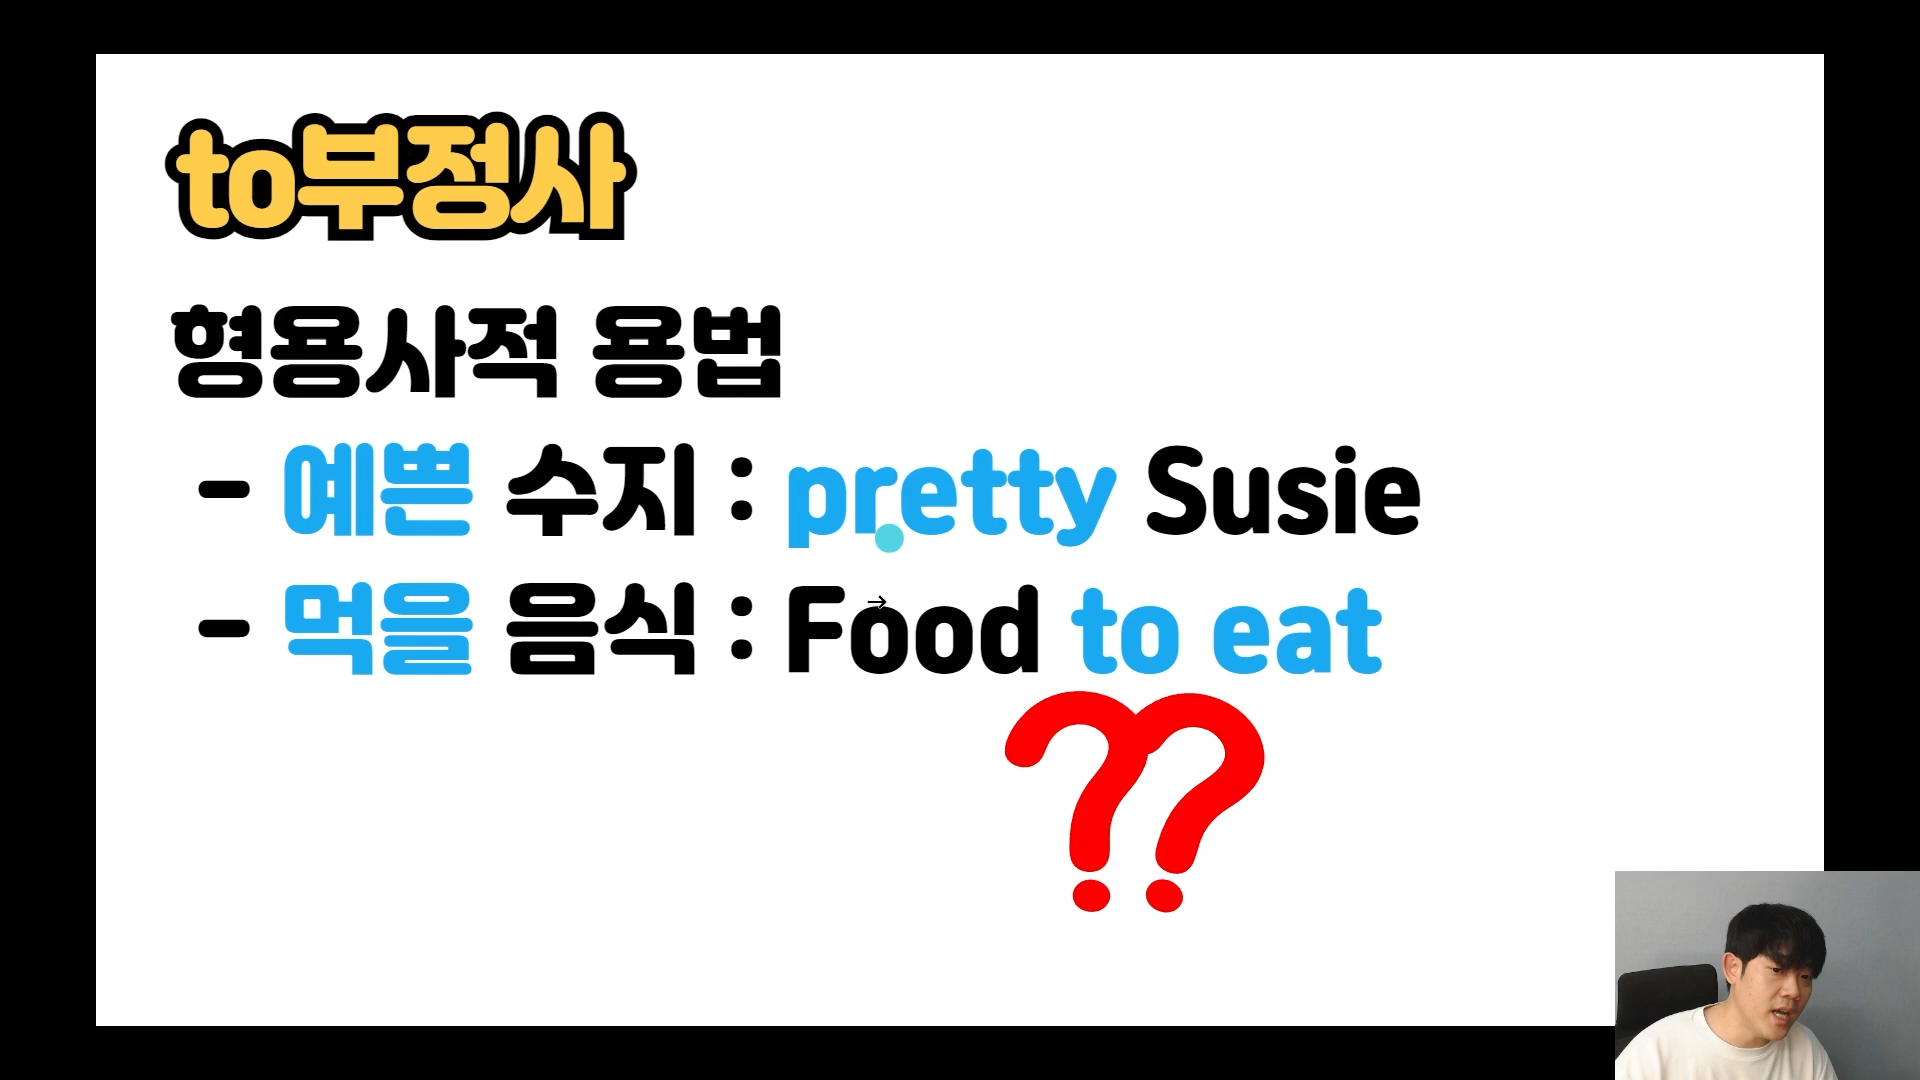 to부정사
형용사적 용법
- 예쁜 수지 : pretty Susie
- 먹을 음식 : Food to eat
??